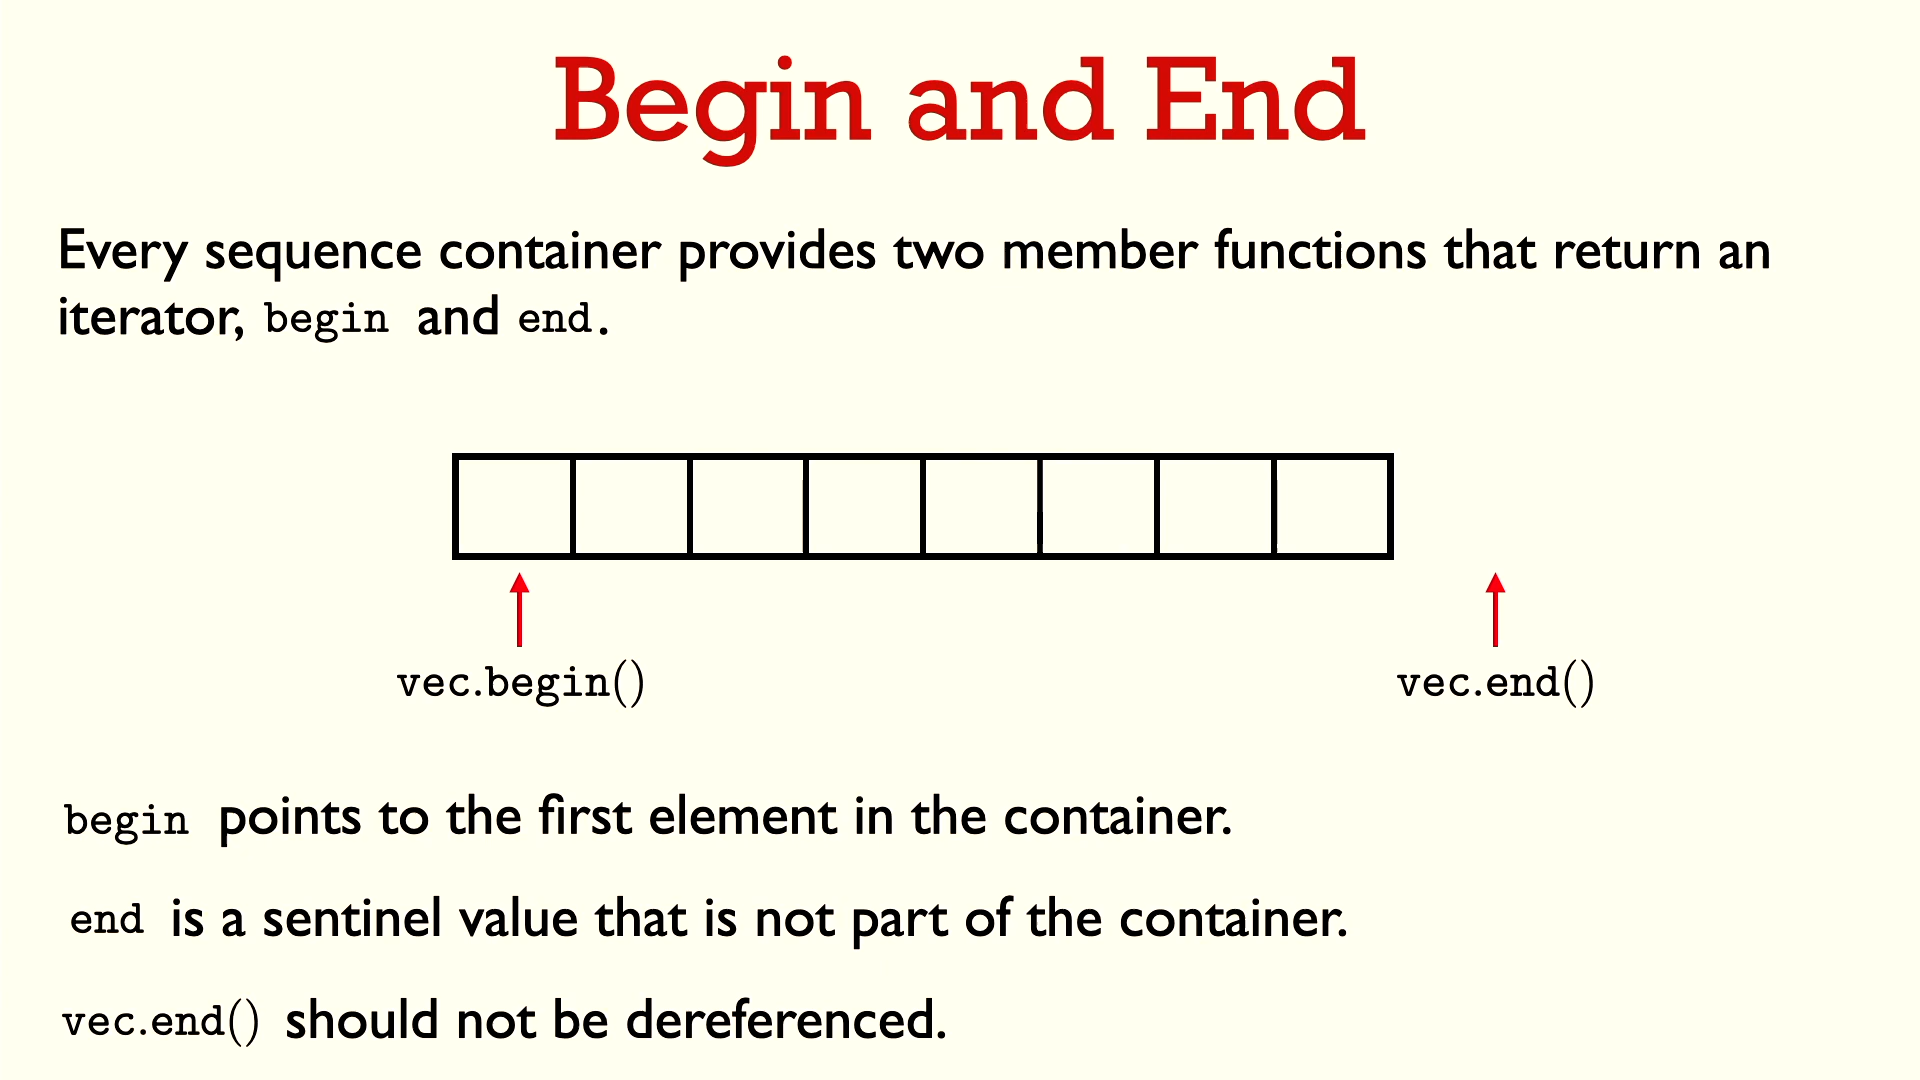 Begin and End
Every sequence container provides two member functions that return an
iterator, begin and end.
vec.begin()
vec.end()
begin points to the first element in the container.
end is a sentinel value that is not part of the container.
vec.end() should not be dereferenced.